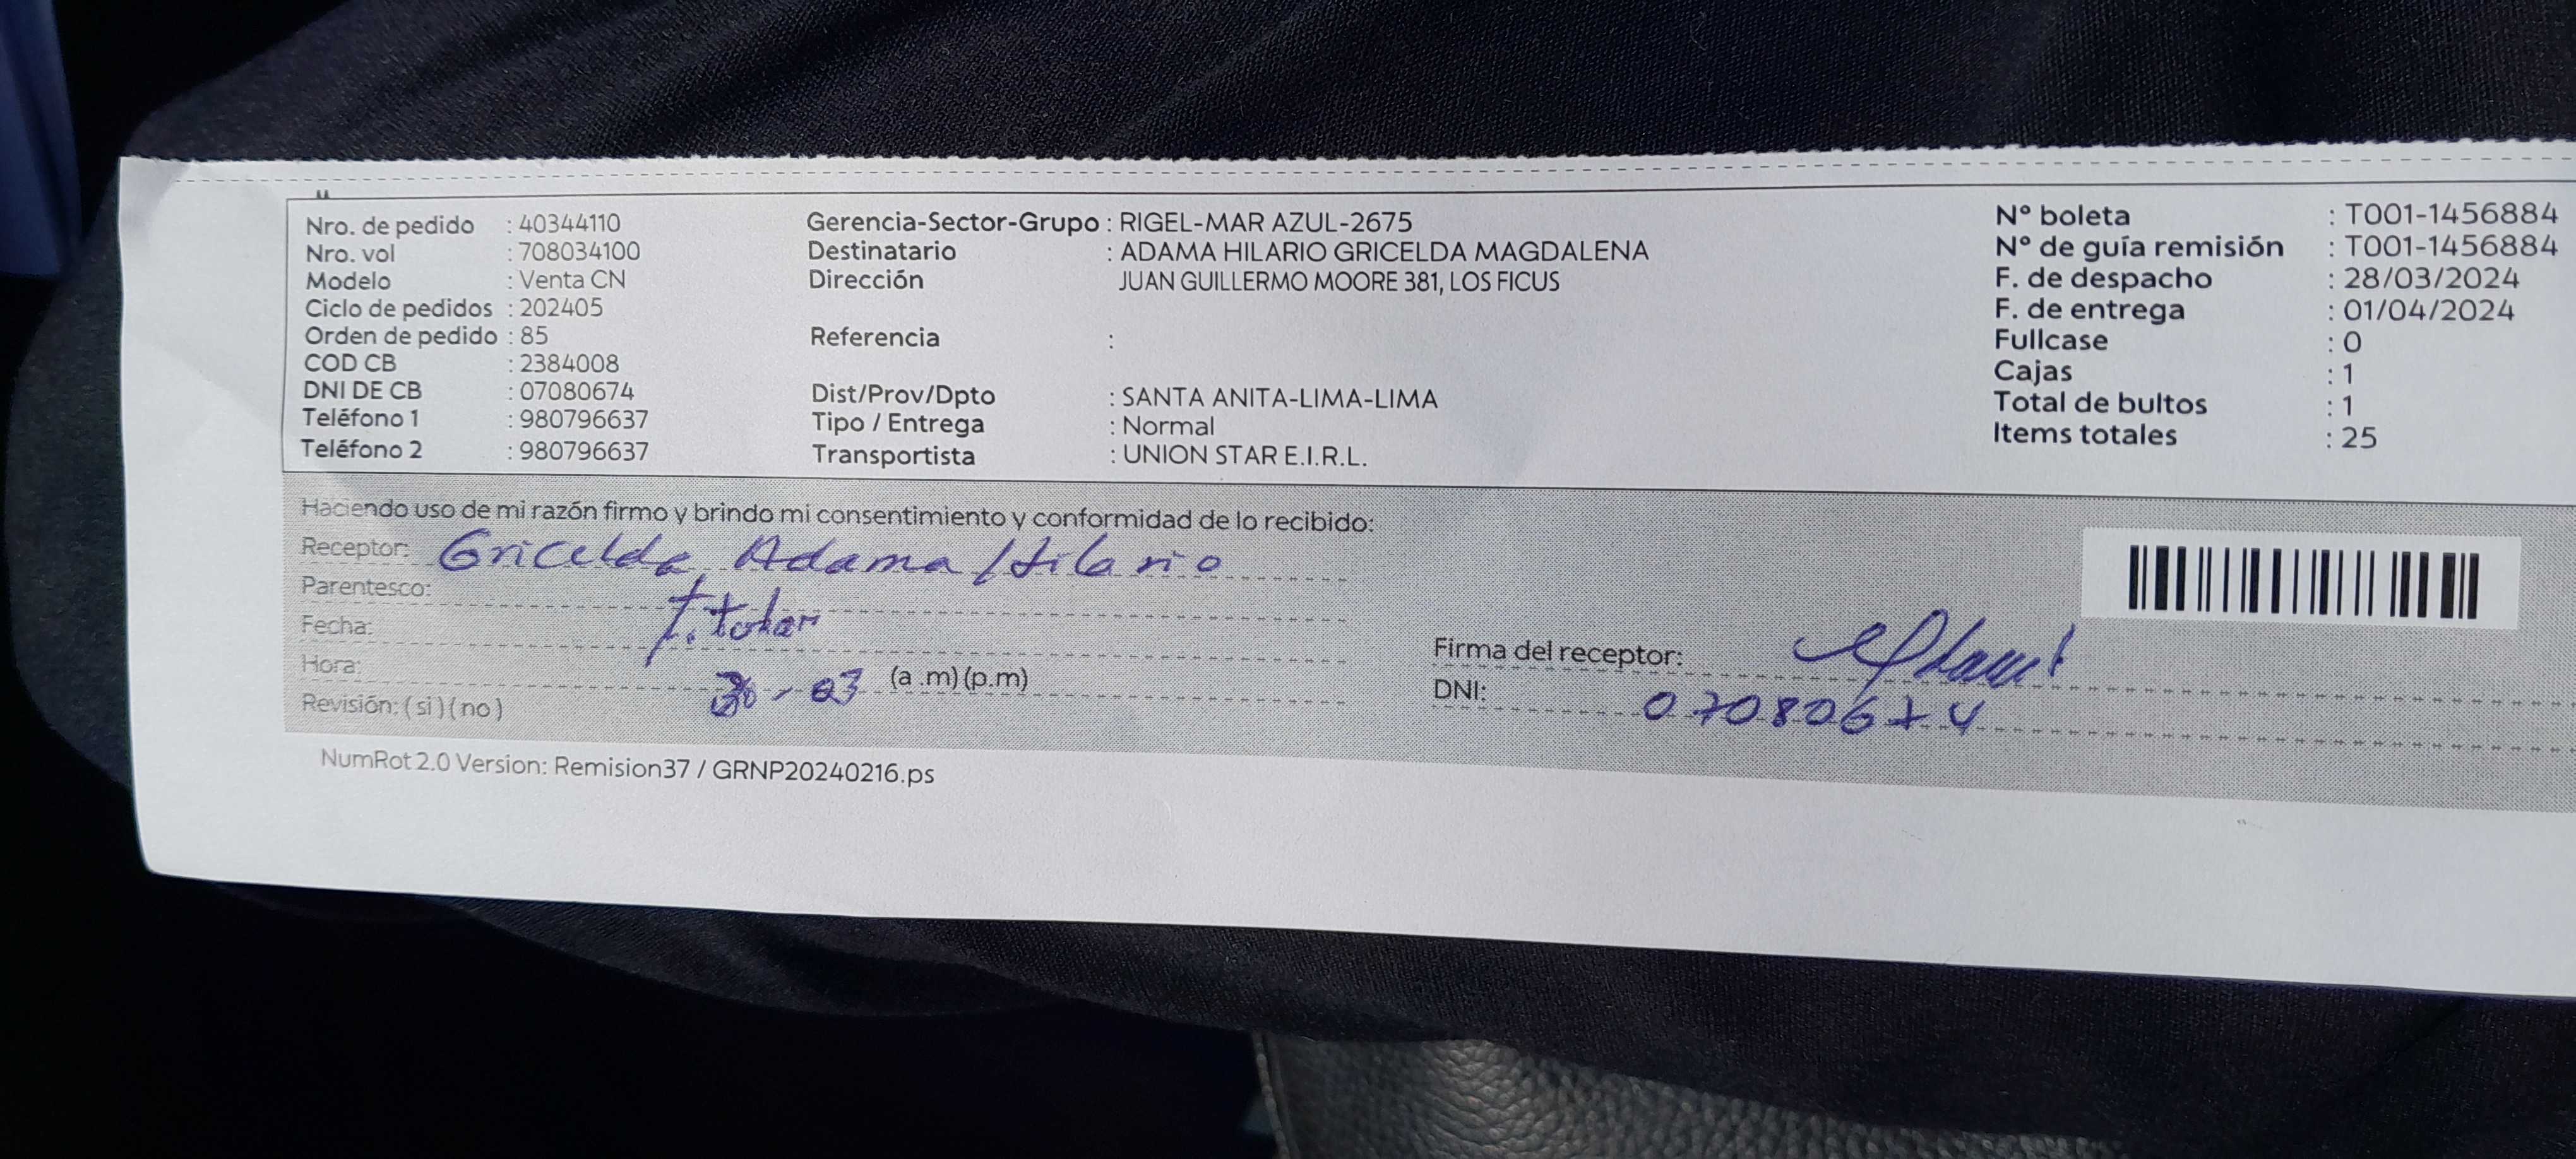 Nro. de pedido : 40344110
Nro. vol : 708034100
Modelo : Venta CN
Ciclo de pedidos : 202405
Orden de pedido : 85
COD CB : 2384008
DNI DE CB : 07080674
Teléfono 1 : 980796637
Teléfono 2 : 980796637
Gerencia-Sector-Grupo : RIGEL-MAR AZUL-2675
Destinatario : ADAMA HILARIO GRICELDA MAGDALENA
Dirección JUAN GUILLERMO MOORE 381, LOS FICUS
Referencia :
Dist/Prov/Dpto : SANTA ANITA-LIMA-LIMA
Tipo / Entrega : Normal
Transportista : UNION STAR E.I.R.L.
Nº boleta : T001-1456884
Nº de guía remisión : T001-1456884
F. de despacho : 28/03/2024
F. de entrega : 01/04/2024
Fullcase : 0
Cajas : 1
Total de bultos : 1
Items totales : 25
Haciendo uso de mi razón firmo y brindo mi consentimiento y conformidad de lo recibido:
Receptor: Gricelda Adama Hilario
Parentesco: Titular
Fecha:
Hora: 30-03 (a .m) (p.m)
Revisión: ( si ) ( no )
Firma del receptor:
DNI: 07080674
NumRot 2.0 Version: Remision37 / GRNP20240216.ps